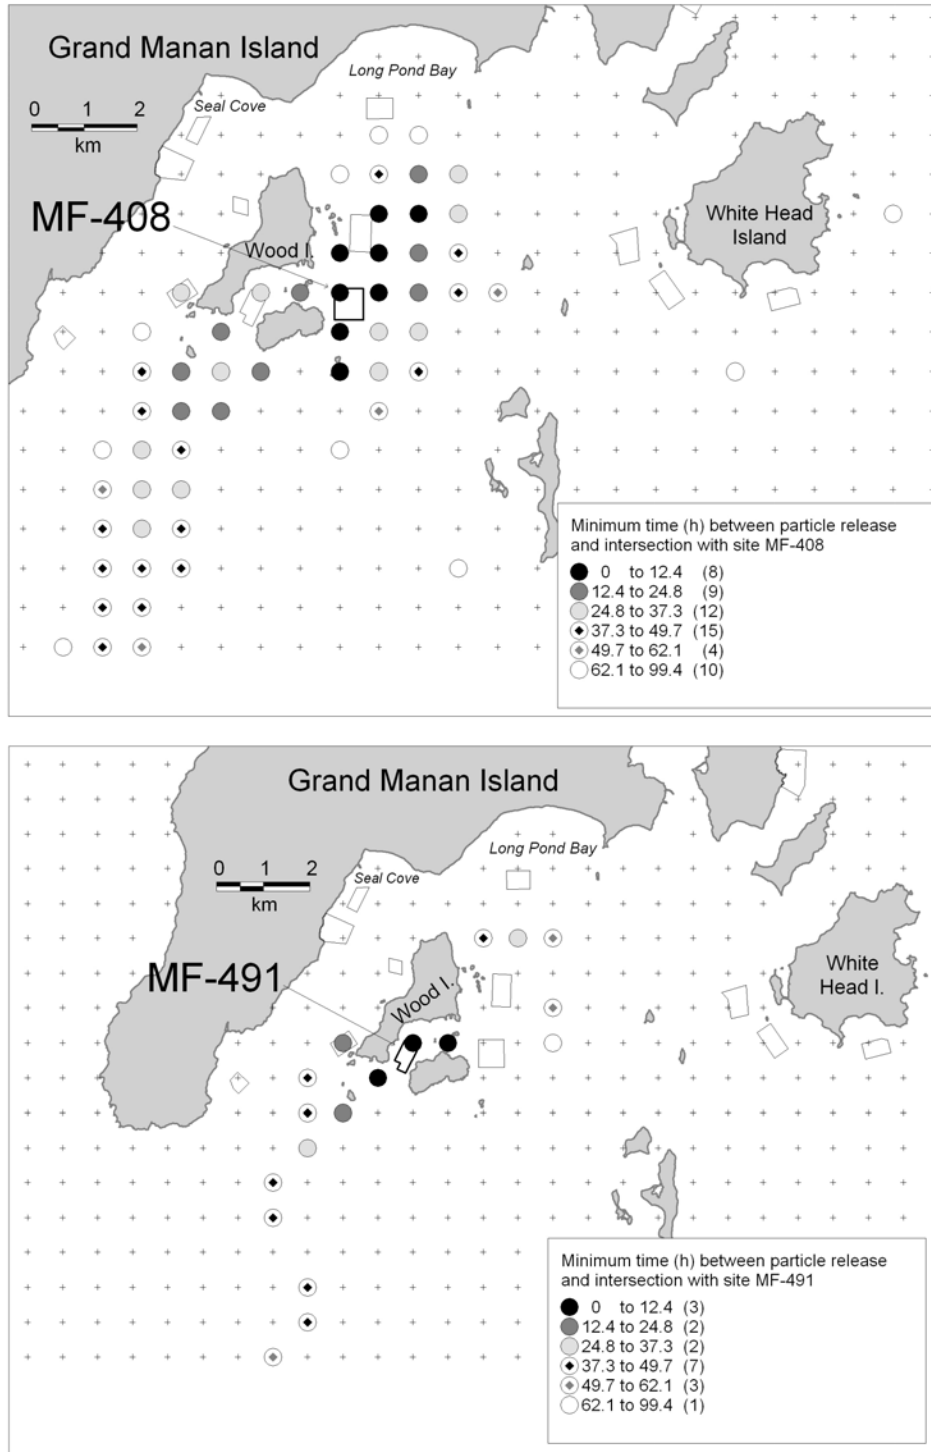 Grand Manan Island
Long Pond Bay
0 1 2
km
Seal Cove
MF-408
Wood I.
White Head
Island
Minimum time (h) between particle release
and intersection with site MF-408
0 to 12.4 (8)
12.4 to 24.8 (9)
24.8 to 37.3 (12)
37.3 to 49.7 (15)
49.7 to 62.1 (4)
62.1 to 99.4 (10)
Grand Manan Island
Long Pond Bay
0 1 2
km
Seal Cove
MF-491
Wood I.
White
Head I.
Minimum time (h) between particle release
and intersection with site MF-491
0 to 12.4 (3)
12.4 to 24.8 (2)
24.8 to 37.3 (2)
37.3 to 49.7 (7)
49.7 to 62.1 (3)
62.1 to 99.4 (1)